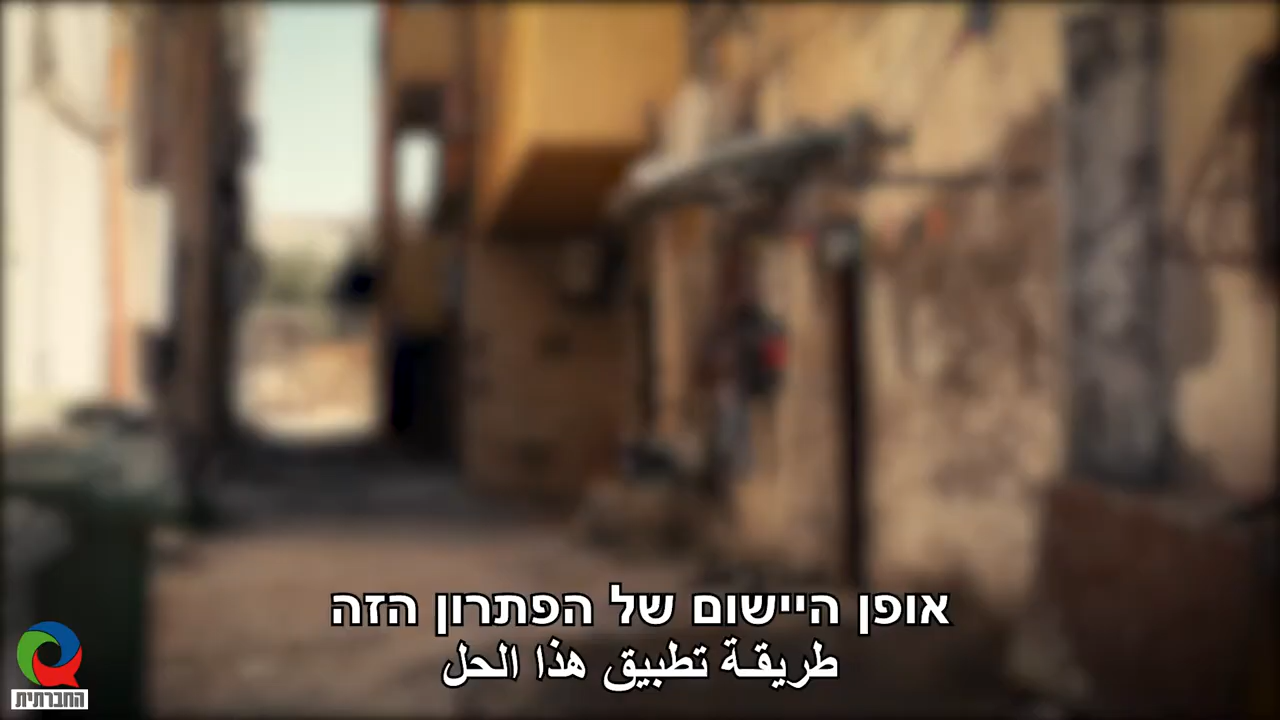 אופן היישום של הפתרון הזה
طريقة تطبيق هذا الحل
החברתית